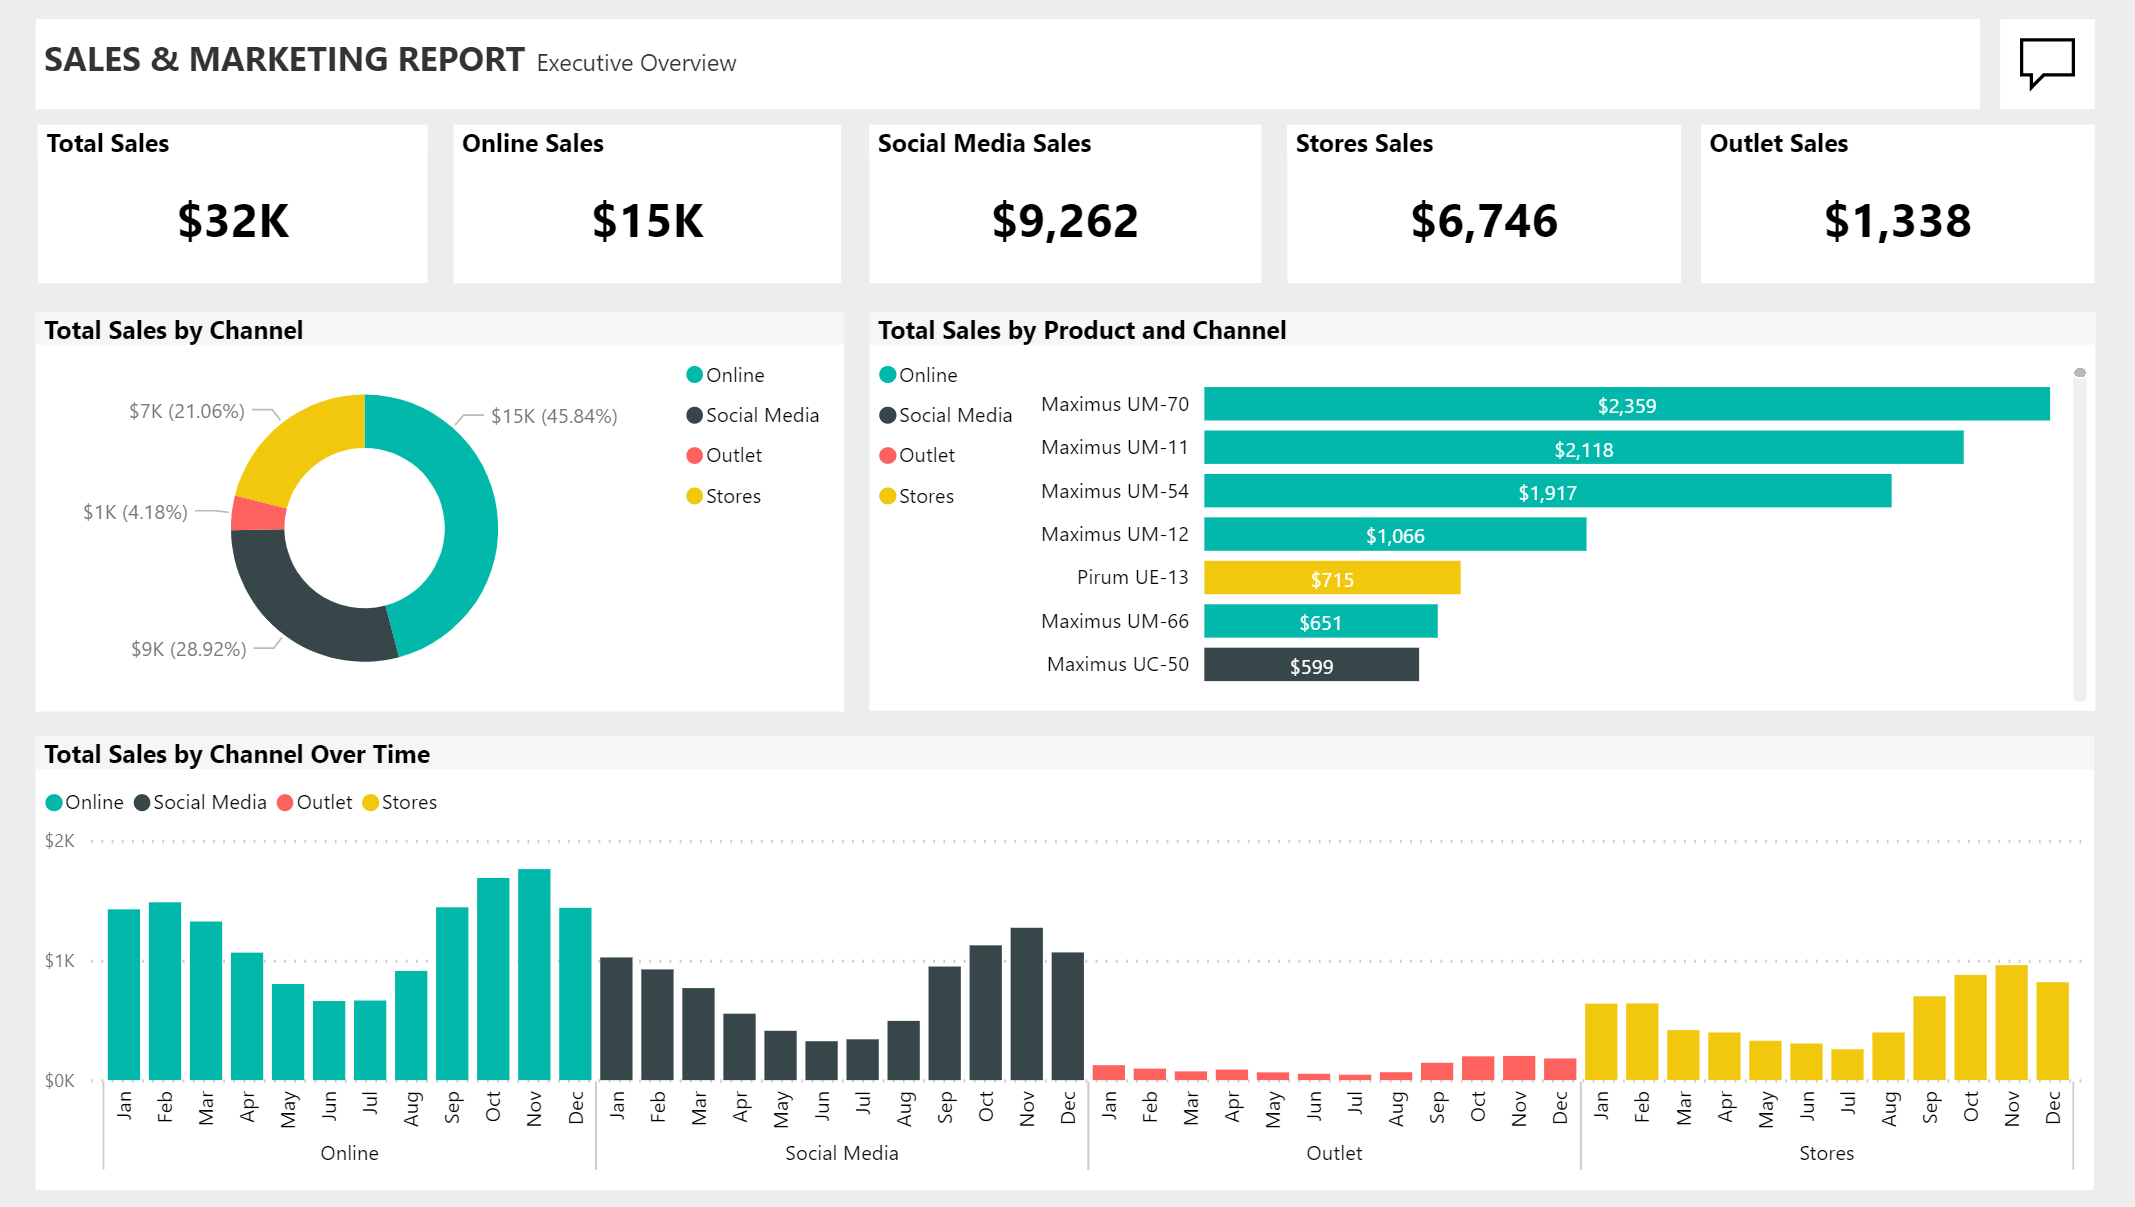 SALES & MARKETING REPORT Executive Overview
Total Sales
$32K
Online Sales
$15K
Social Media Sales
$9,262
Stores Sales
$6,746
Outlet Sales
$1,338
Total Sales by Channel
$7K (21.06%)
$15K (45.84%)
$1K (4.18%)
$9K (28.92%)
Online
Social Media
Outlet
Stores
Total Sales by Product and Channel
Online
Social Media
Outlet
Stores
Maximus UM-70 $2,359
Maximus UM-11 $2,118
Maximus UM-54 $1,917
Maximus UM-12 $1,066
Pirum UE-13 $715
Maximus UM-66 $651
Maximus UC-50 $599
Total Sales by Channel Over Time
Online Social Media Outlet Stores
$2K
$1K
$0K
Jan Feb Mar Apr May Jun Jul Aug Sep Oct Nov Dec Jan Feb Mar Apr May Jun Jul Aug Sep Oct Nov Dec Jan Feb Mar Apr May Jun Jul Aug Sep Oct Nov Dec Jan Feb Mar Apr May Jun Jul Aug Sep Oct Nov Dec
Online Social Media Outlet Stores